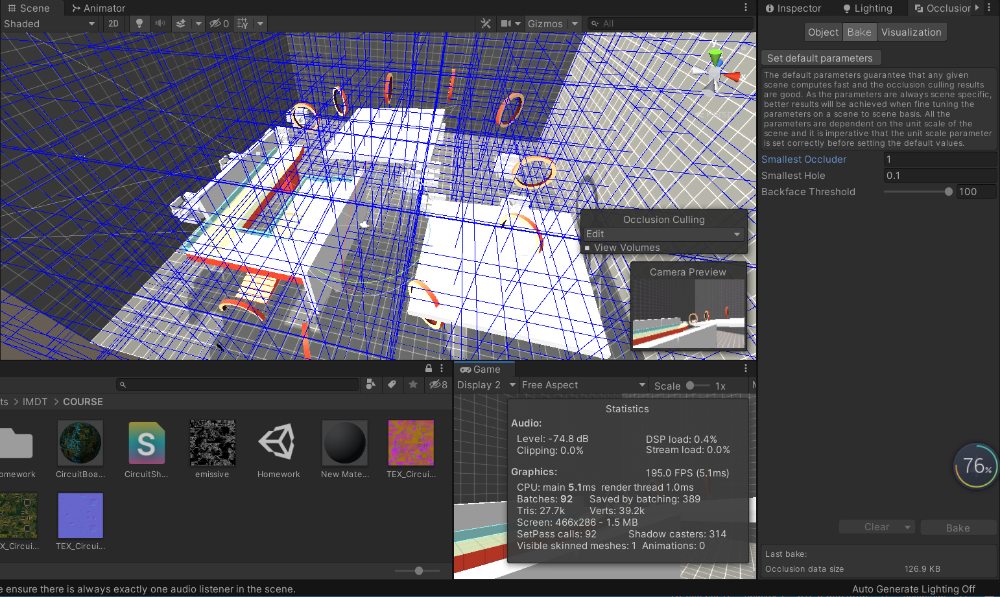 Scene
Animator
Inspector
Lighting
Occlusior
Shaded
2D
0
Gizmos
All
Object
Bake
Visualization
Set default parameters
The default parameters guarantee that any given
scene computes fast and the occlusion culling results
are good. As the parameters are always scene specific,
better results will be achieved when fine tuning the
parameters on a scene to scene basis. All the
parameters are dependent on the unit scale of the
scene and it is imperative that the unit scale parameter
is set correctly before setting the default values.
Smallest Occluder 1
Smallest Hole 0.1
Backface Threshold 100
y
Persp
Occlusion Culling
Edit
View Volumes
Camera Preview
8
ts > IMDT > COURSE
omework
CircuitBoa...
CircuitSh...
emissive
Homework
New Mate...
TEX_Circui...
X_Circui...
TEX_Circui...
Game
Display 2
Free Aspect
Scale
1x
Statistics
Audio:
Level: -74.8 dB DSP load: 0.4%
Clipping: 0.0% Stream load: 0.0%
Graphics: 195.0 FPS (5.1ms)
CPU: main 5.1ms render thread 1.0ms
Batches: 92 Saved by batching: 389
Tris: 27.7k Verts: 39.2k
Screen: 466x286 - 1.5 MB
SetPass calls: 92 Shadow casters: 314
Visible skinned meshes: 1 Animations: 0
76%
Clear
Bake
Last bake:
Occlusion data size 126.9 KB
e ensure there is always exactly one audio listener in the scene.
Auto Generate Lighting Off